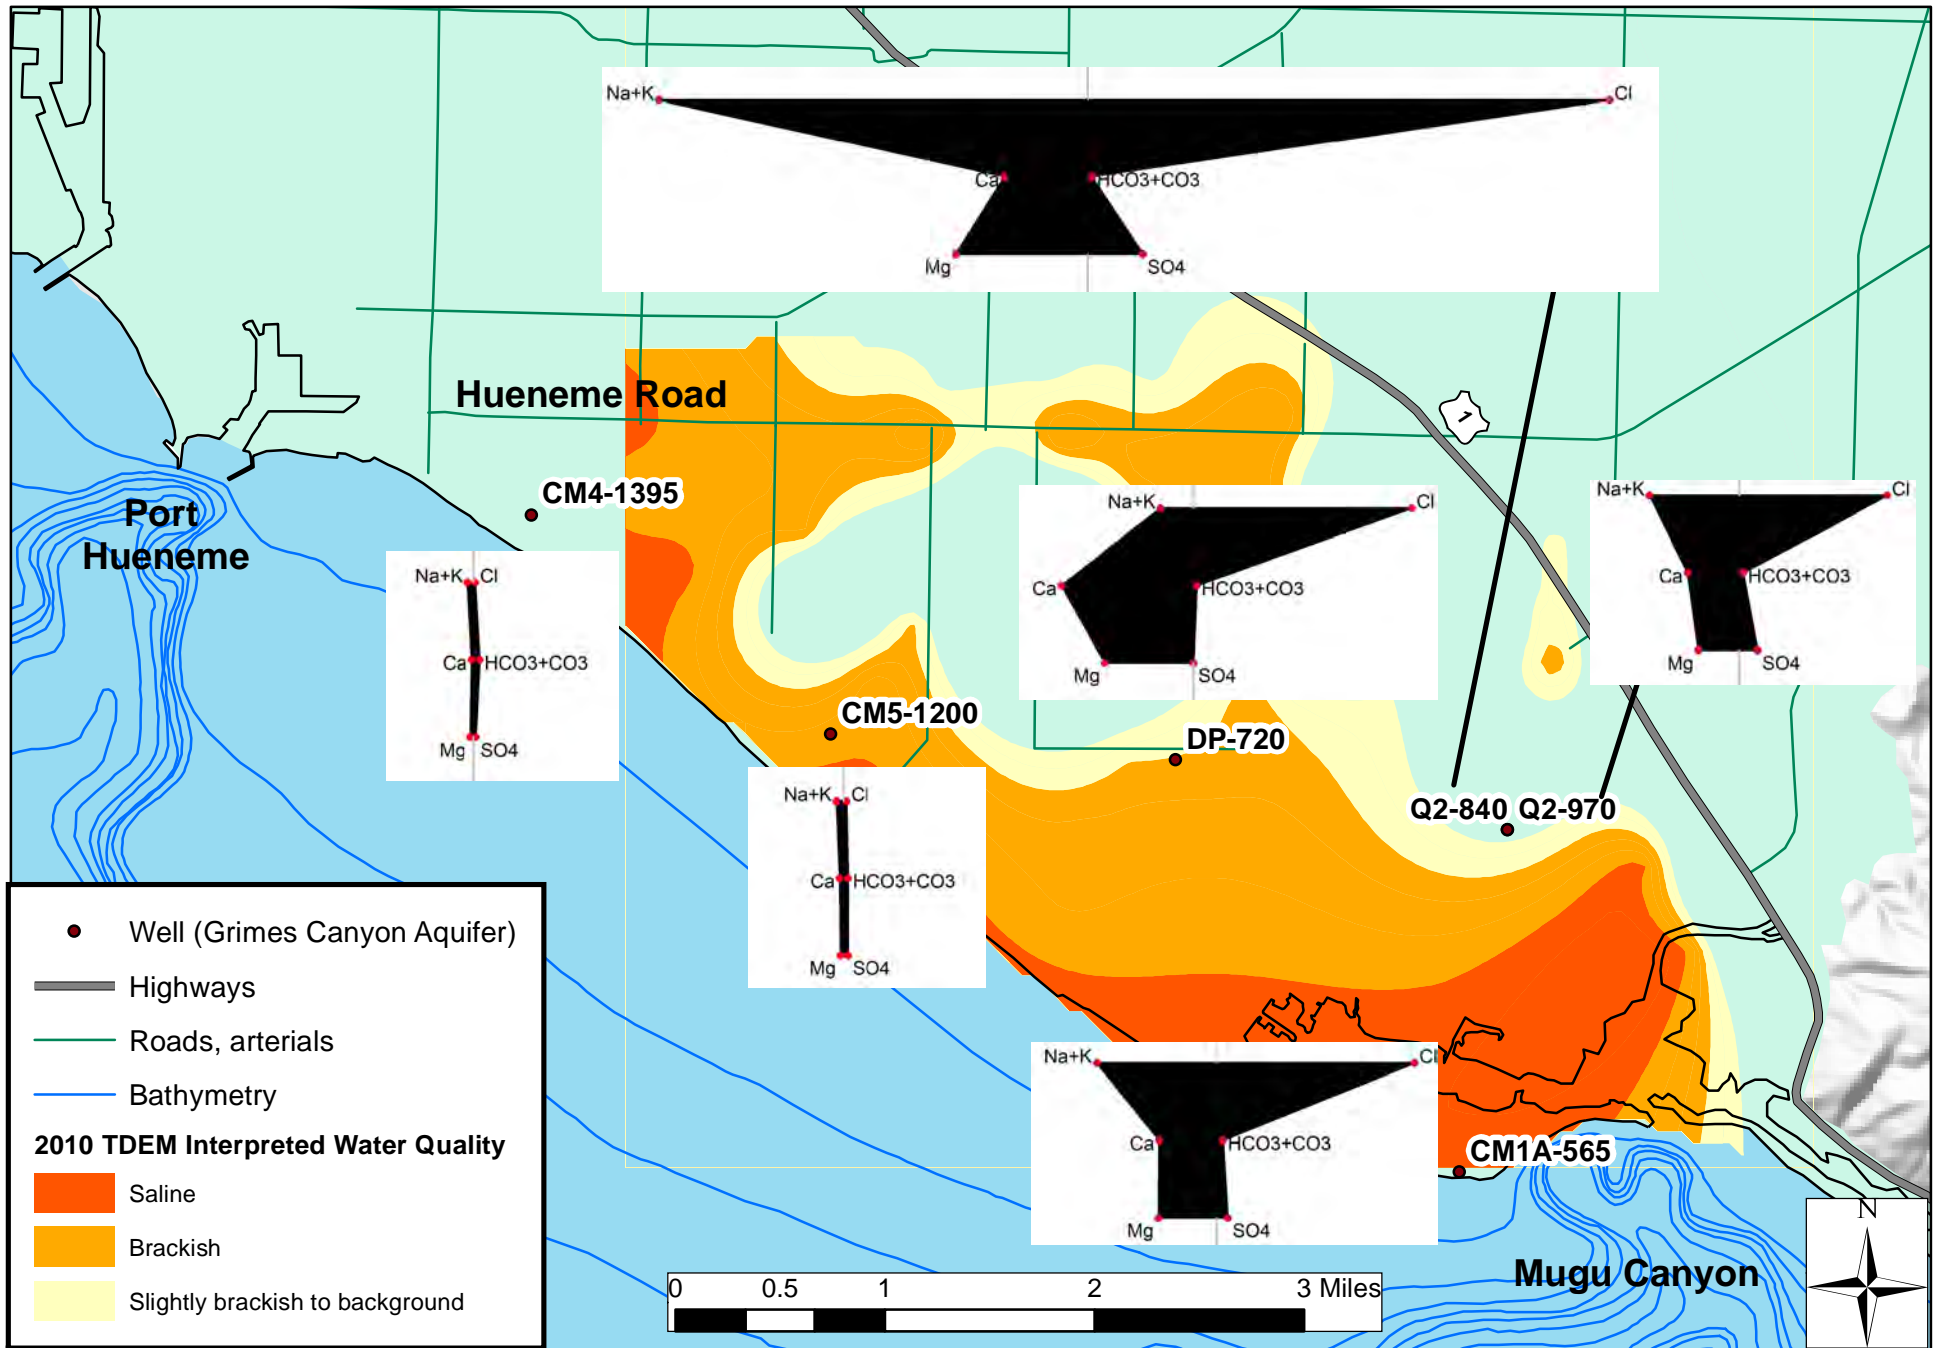 Na+K
Cl
Ca
HCO3+CO3
Mg
SO4
Hueneme Road
1
CM4-1395
Port
Hueneme
Na+K
Cl
Ca
HCO3+CO3
Mg
SO4
Na+K
Cl
Ca
HCO3+CO3
Mg
SO4
Na+K
Cl
Ca
HCO3+CO3
Mg
SO4
CM5-1200
DP-720
Q2-840
Q2-970
Na+K
Cl
Ca
HCO3+CO3
Mg
SO4
Well (Grimes Canyon Aquifer)
Highways
Roads, arterials
Bathymetry
2010 TDEM Interpreted Water Quality
Saline
Brackish
Slightly brackish to background
Na+K
Cl
Ca
HCO3+CO3
Mg
SO4
CM1A-565
Mugu Canyon
N
0 0.5 1 2 3 Miles